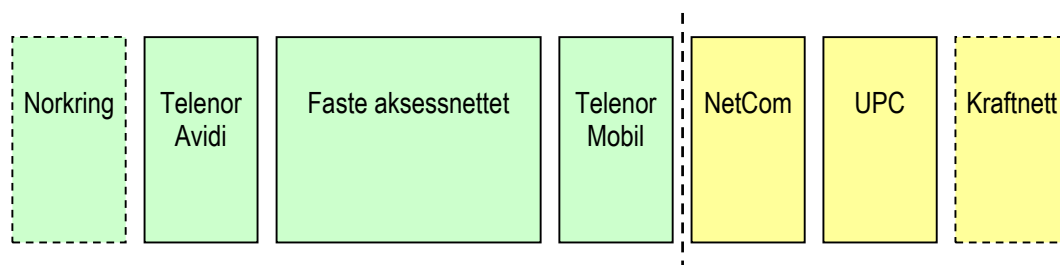 Norkring
Telenor
Avidi
Faste aksessnettet
Telenor
Mobil
NetCom
UPC
Kraftnett